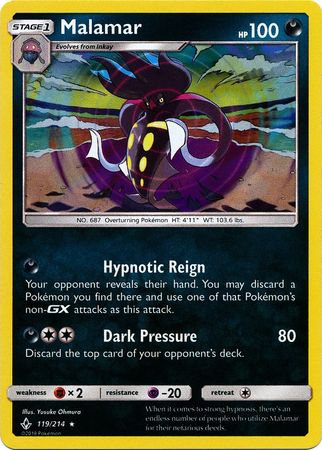 STAGE 1 Malamar HP 100
Evolves from Inkay
NO. 687 Overturning Pokémon HT: 4'11" WT: 103.6 lbs.
Hypnotic Reign
Your opponent reveals their hand. You may discard a
Pokémon you find there and use one of that Pokémon's
non-GX attacks as this attack.
Dark Pressure 80
Discard the top card of your opponent's deck.
weakness × 2 resistance -20 retreat
Illus. Yusuke Ohmura
119/214 ★
©2018 Pokémon
When it comes to strong hypnosis, there's an
endless number of people who utilize Malamar
for their nefarious deeds.